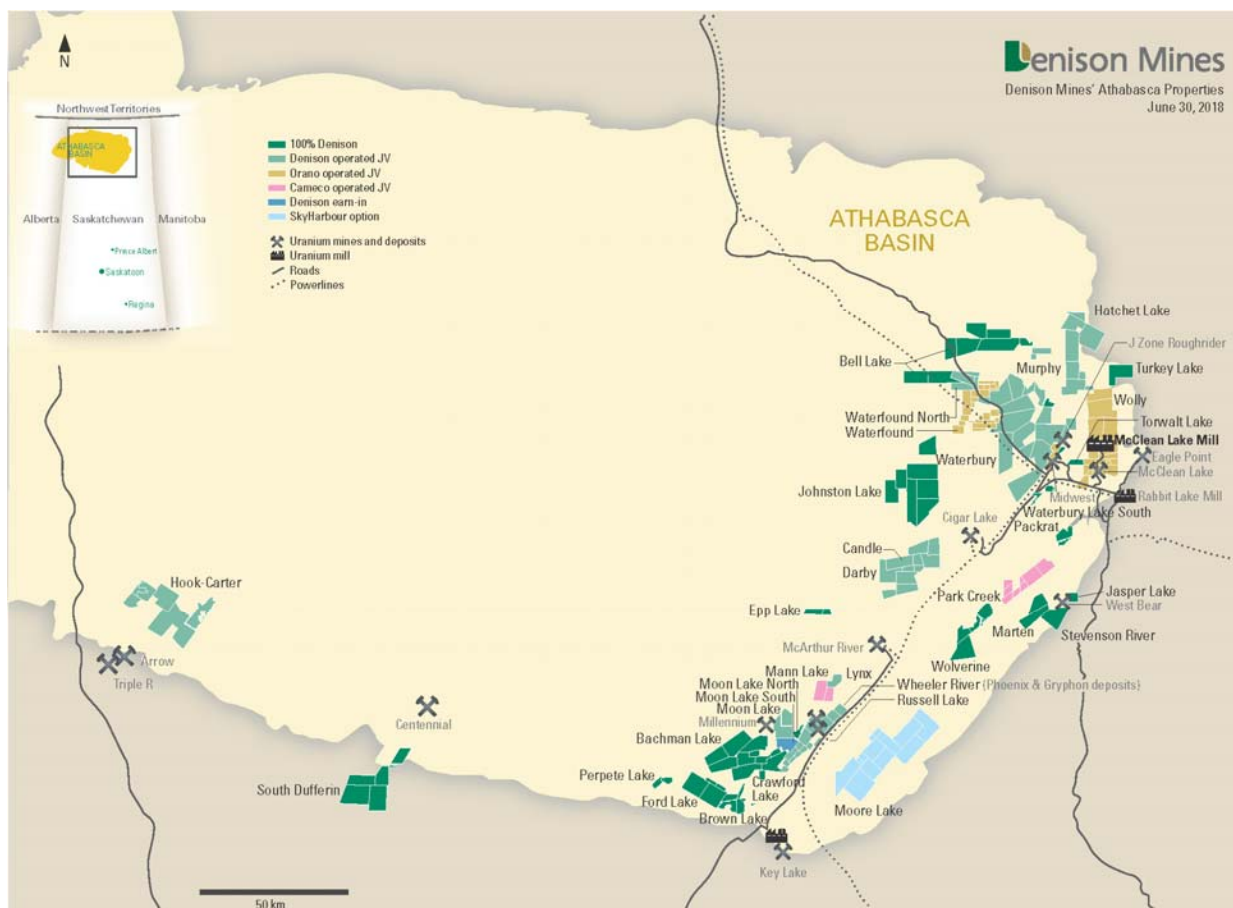 N
Denison Mines
Denison Mines' Athabasca Properties
June 30, 2018
Northwest Territories
ATHABASCA
BASIN
Alberta
Saskatchewan
Manitoba
Prince Albert
Saskatoon
Regina
100% Denison
Denison operated JV
Orano operated JV
Cameco operated JV
Denison earn-in
SkyHarbour option
Uranium mines and deposits
Uranium mill
Roads
Powerlines
ATHABASCA
BASIN
Hatchet Lake
J Zone Roughrider
Bell Lake
Murphy
Turkey Lake
Wolly
Waterfound North
Waterfound
Torwalt Lake
McClean Lake Mill
Eagle Point
Waterbury
McClean Lake
Johnston Lake
Midwest
Rabbit Lake Mill
Waterbury Lake South
Cigar Lake
Packrat
Candle
Darby
Hook-Carter
Park Creek
Jasper Lake
West Bear
Epp Lake
Marten
Stevenson River
McArthur River
Wolverine
Arrow
Triple R
Mann Lake
Lynx
Moon Lake North
Wheeler River (Phoenix & Gryphon deposits)
Moon Lake South
Russell Lake
Moon Lake
Millennium
Centennial
Bachman Lake
Perpete Lake
South Dufferin
Crawford
Lake
Ford Lake
Brown Lake
Moore Lake
Key Lake
50 km